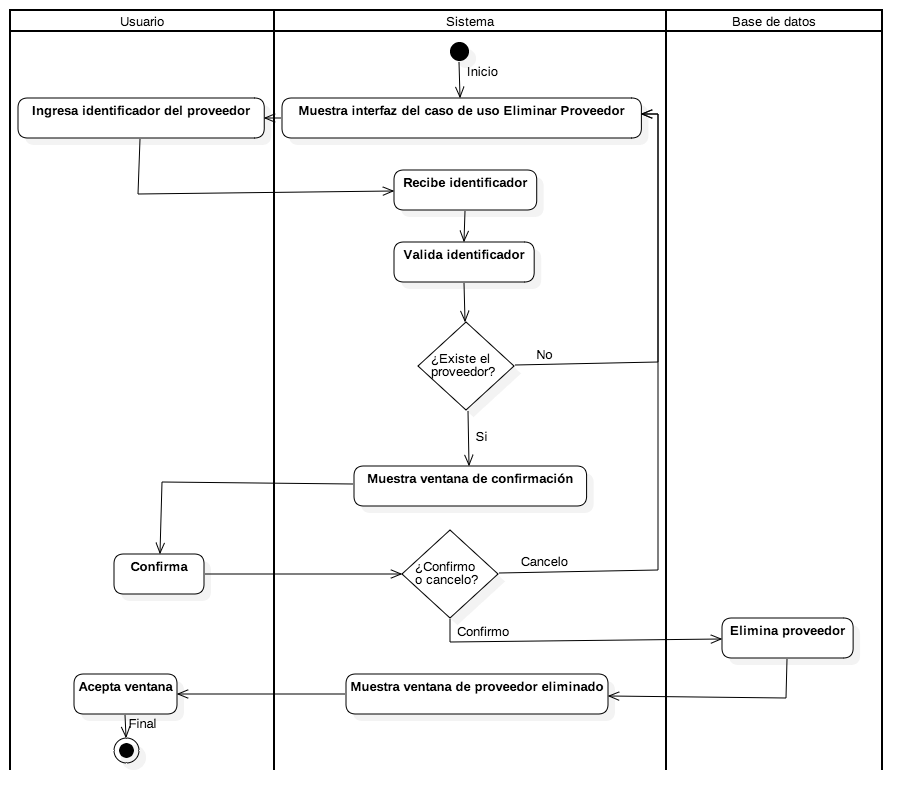 Usuario
Sistema
Base de datos
Inicio
Ingresa identificador del proveedor
Muestra interfaz del caso de uso Eliminar Proveedor
Recibe identificador
Valida identificador
¿Existe el
proveedor?
No
Si
Muestra ventana de confirmación
Confirma
¿Confirmo
o cancelo?
Cancelo
Confirmo
Elimina proveedor
Acepta ventana
Muestra ventana de proveedor eliminado
Final